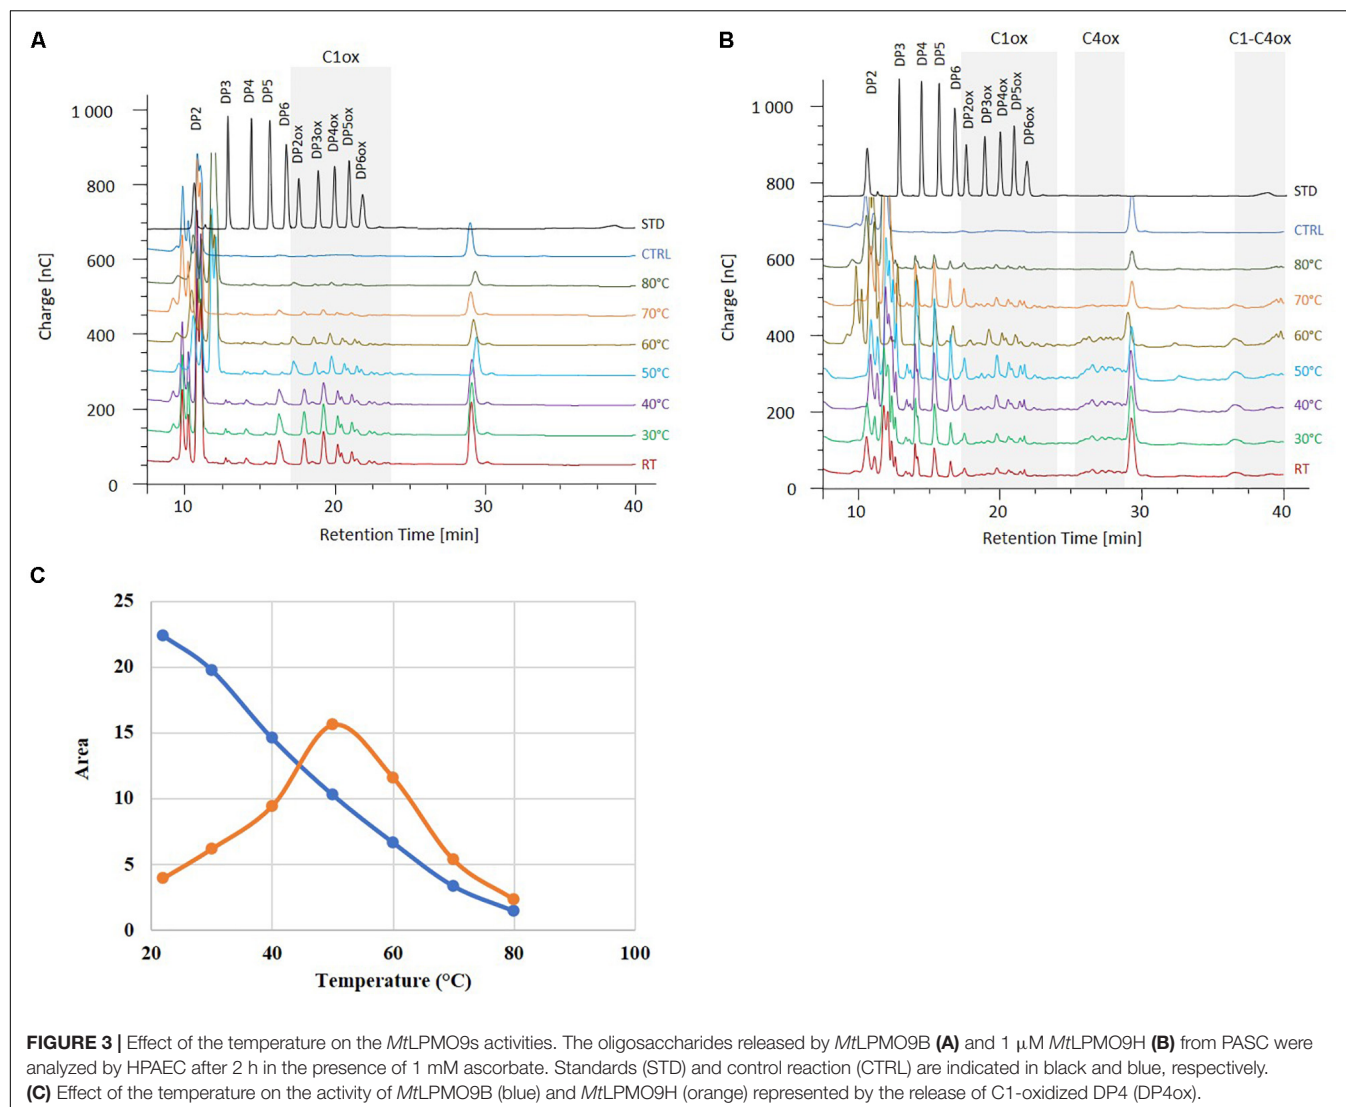 A
C1ox
DP2
DP3
DP4
DP5
DP6
DP2ox
DP3ox
DP4ox
DP5ox
DP6ox
1 000
800
600
400
200
0
Charge [nC]
STD
CTRL
80°C
70°C
60°C
50°C
40°C
30°C
RT
10 20 30 40
Retention Time [min]
B
C1ox C4ox C1-C4ox
DP2
DP3
DP4
DP5
DP6
DP2ox
DP3ox
DP4ox
DP5ox
DP6ox
1 000
800
600
400
200
0
Charge [nC]
STD
CTRL
80°C
70°C
60°C
50°C
40°C
30°C
RT
10 20 30 40
Retention Time [min]
C
25
20
15
10
5
0
Area
20 40 60 80 100
Temperature (°C)
FIGURE 3 | Effect of the temperature on the MtLPMO9s activities. The oligosaccharides released by MtLPMO9B (A) and 1 μM MtLPMO9H (B) from PASC were
analyzed by HPAEC after 2 h in the presence of 1 mM ascorbate. Standards (STD) and control reaction (CTRL) are indicated in black and blue, respectively.
(C) Effect of the temperature on the activity of MtLPMO9B (blue) and MtLPMO9H (orange) represented by the release of C1-oxidized DP4 (DP4ox).